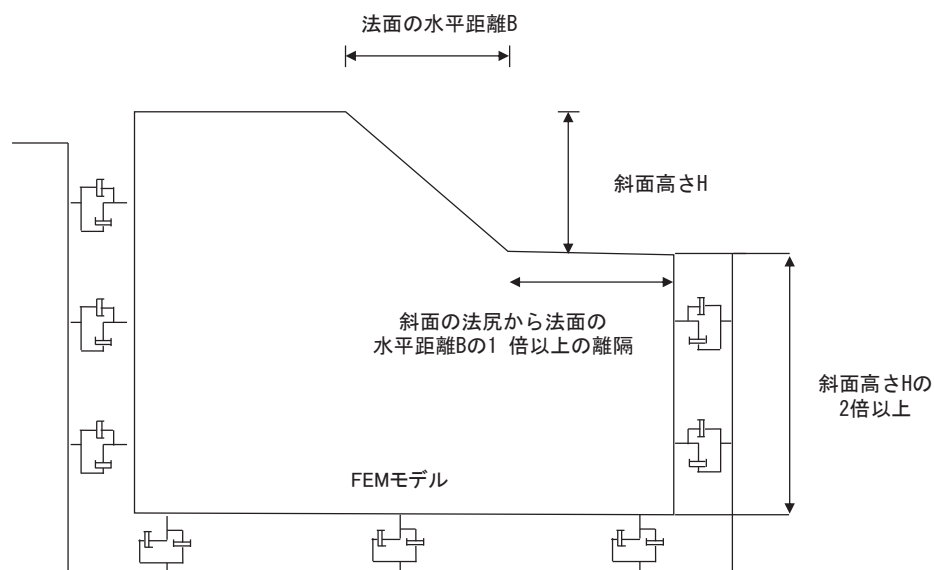 法面の水平距離B
斜面高さH
斜面の法尻から法面の
水平距離Bの1 倍以上の離隔
斜面高さHの
2倍以上
FEMモデル